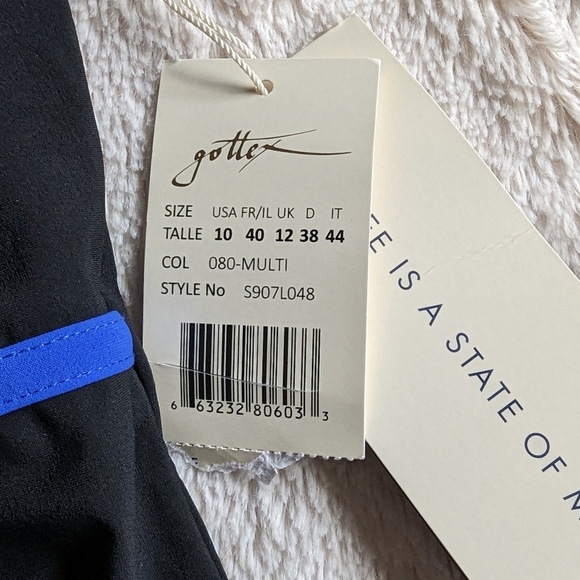 gottex
SIZE USA FR/IL UK D IT
TALLE 10 40 12 38 44
COL 080-MULTI
STYLE No S907L048
6 63232 80603 3
IS A STATE OF